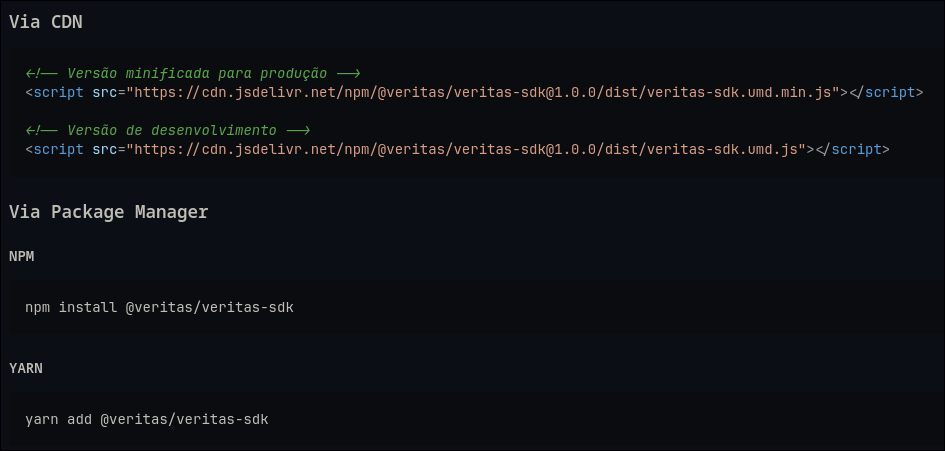 Via CDN
<!-- Versão minificada para produção -->
<script src="https://cdn.jsdelivr.net/npm/@veritas/veritas-sdk@1.0.0/dist/veritas-sdk.umd.min.js"></script>
<!-- Versão de desenvolvimento -->
<script src="https://cdn.jsdelivr.net/npm/@veritas/veritas-sdk@1.0.0/dist/veritas-sdk.umd.js"></script>
Via Package Manager
NPM
npm install @veritas/veritas-sdk
YARN
yarn add @veritas/veritas-sdk